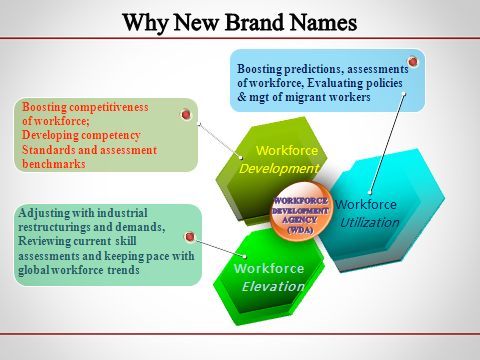 Why New Brand Names
Boosting predictions, assessments
of workforce, Evaluating policies
& mgt of migrant workers
Boosting competitiveness
of workforce;
Developing competency
Standards and assessment
benchmarks
Workforce
Development
WORKFORCE
DEVELOPMENT
AGENCY
(WDA)
Workforce
Utilization
Adjusting with industrial
restructurings and demands,
Reviewing current skill
assessments and keeping pace with
global workforce trends
Workforce
Elevation